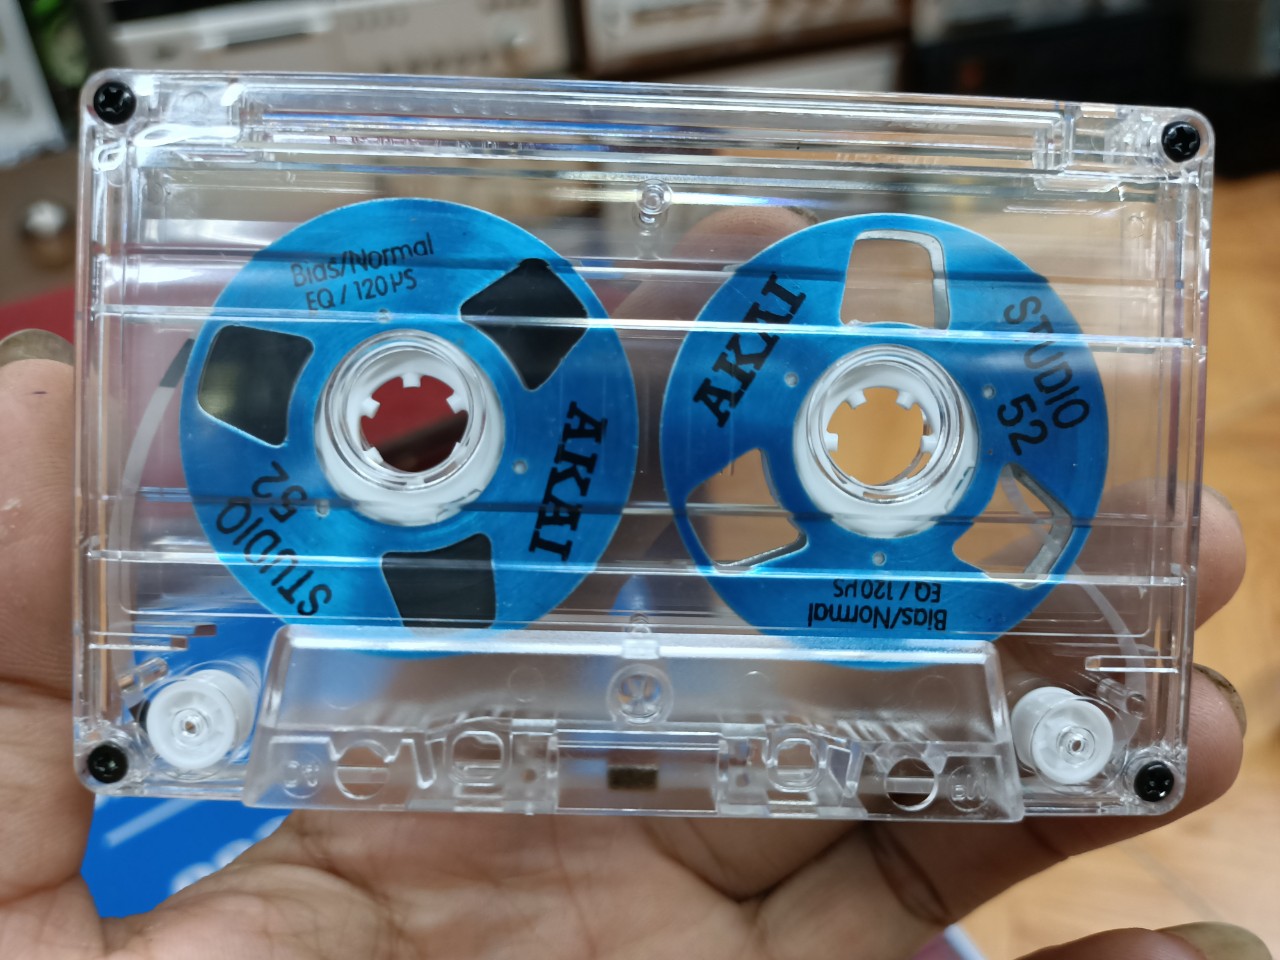 Bias/Normal
EQ / 120 µS
AKAI
STUDIO
52
AKAI
STUDIO
52
Bias/Normal
EQ / 120 µS